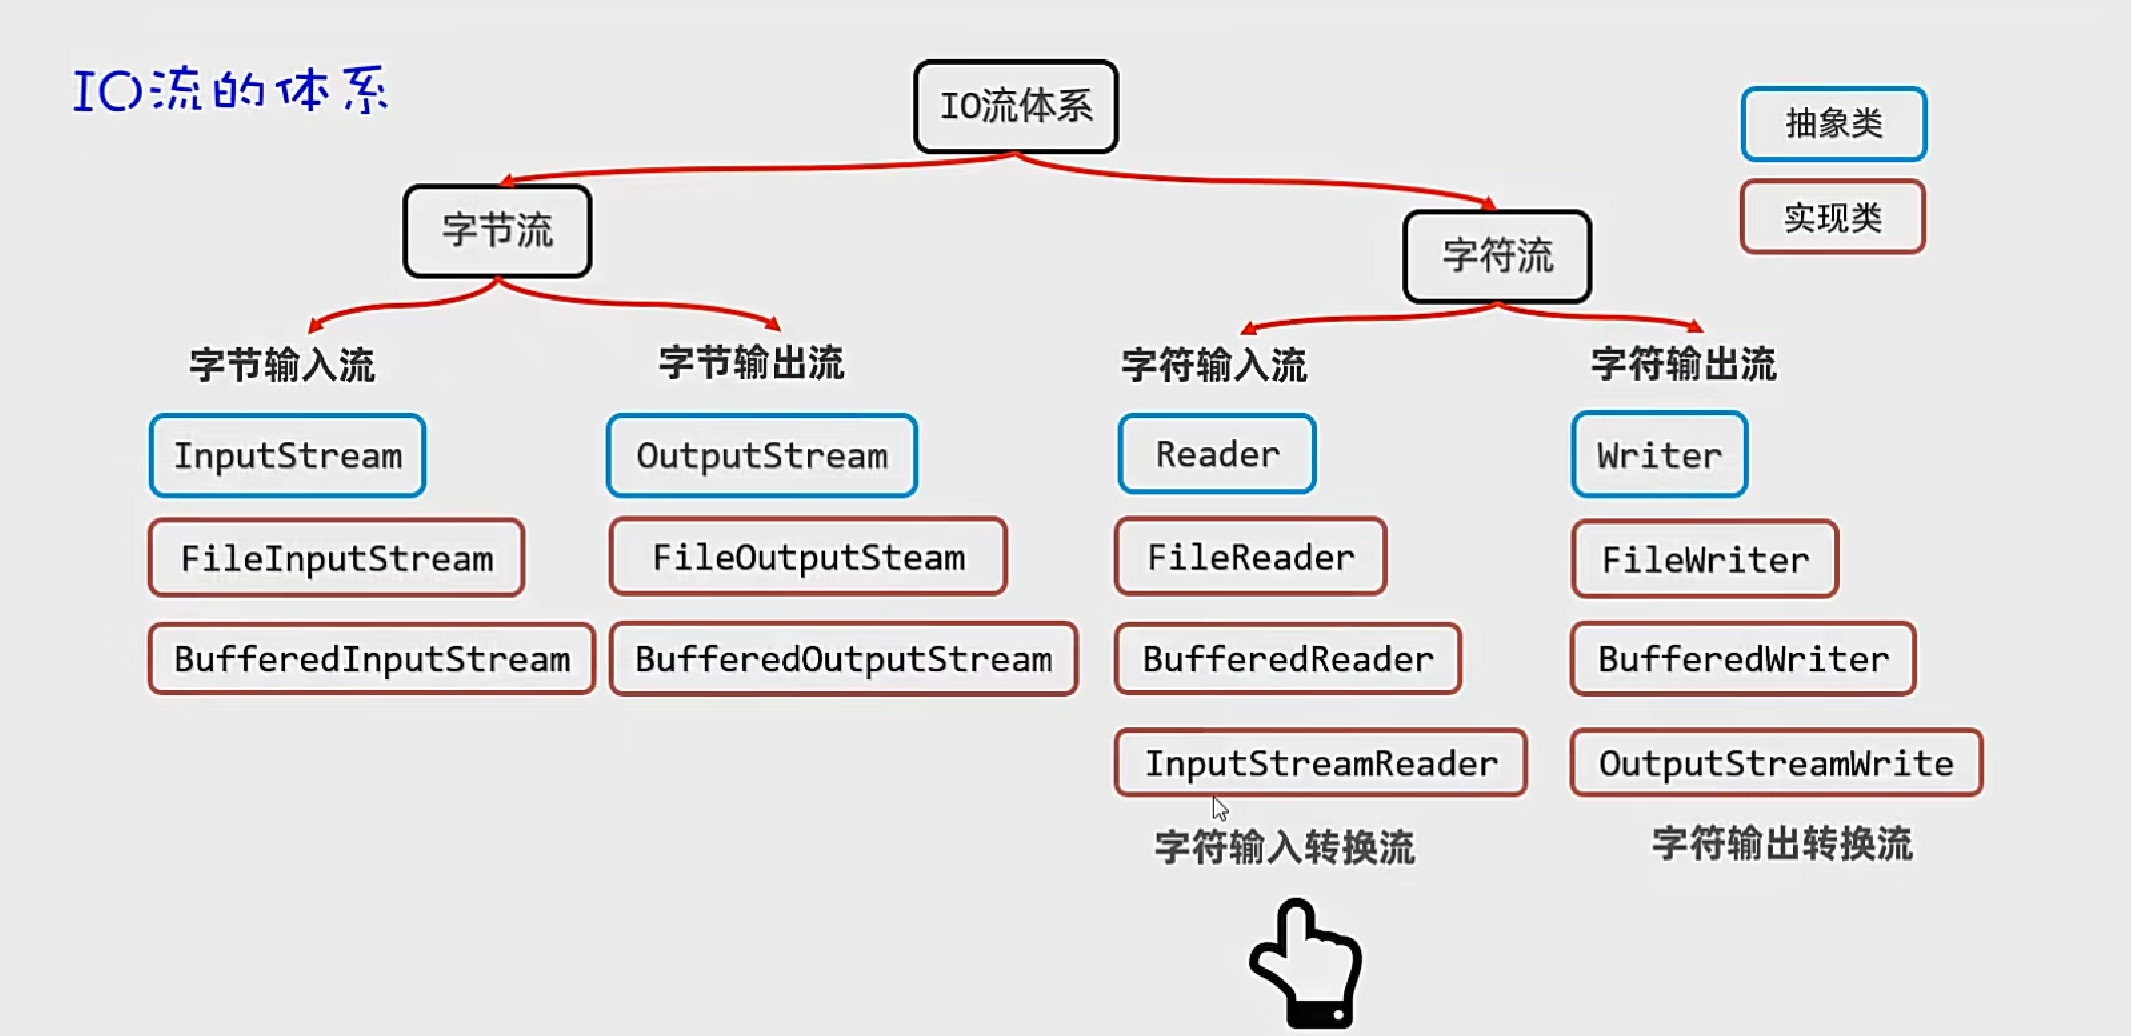 IO流的体系
IO流体系
抽象类
实现类
字节流
字符流
字节输入流
字节输出流
字符输入流
字符输出流
InputStream
OutputStream
Reader
Writer
FileInputStream
FileOutputSteam
FileReader
FileWriter
BufferedInputStream
BufferedOutputStream
BufferedReader
BufferedWriter
InputStreamReader
OutputStreamWrite
字符输入转换流
字符输出转换流